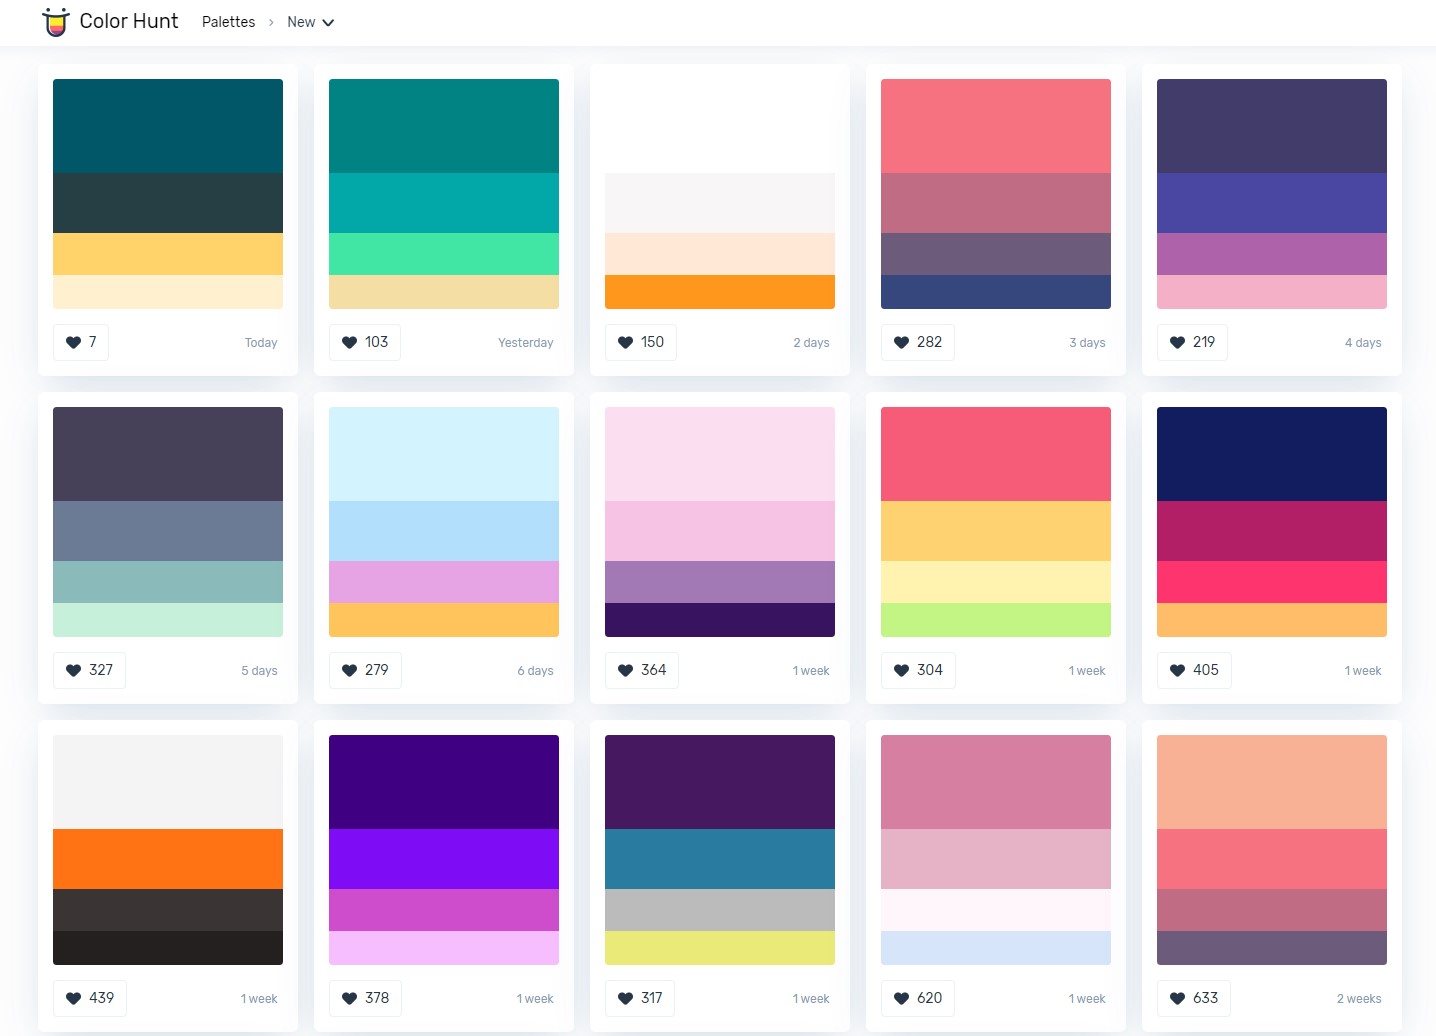 Color Hunt Palettes › New
7 Today
103 Yesterday
150 2 days
282 3 days
219 4 days
327 5 days
279 6 days
364 1 week
304 1 week
405 1 week
439 1 week
378 1 week
317 1 week
620 1 week
633 2 weeks